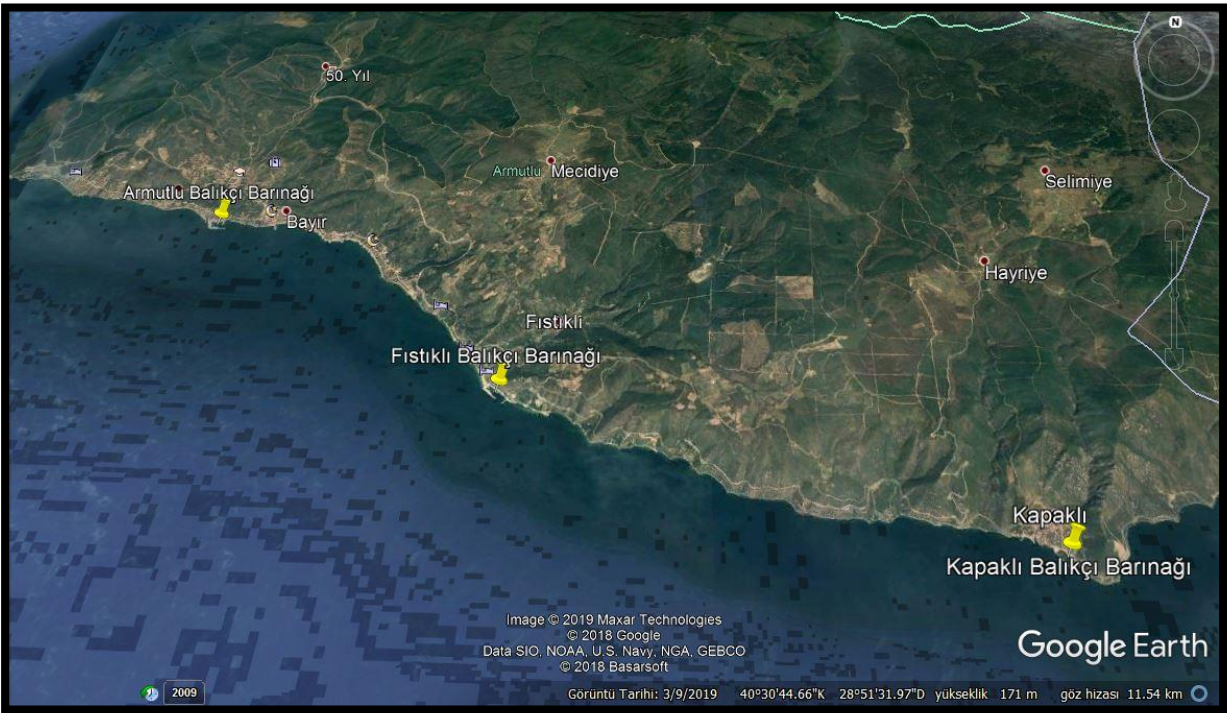 N
50. Yıl
Armutlu Mecidiye
Selimiye
Armutlu Balıkçı Barınağı
Bayır
Hayriye
Fıstıklı
Fıstıklı Balıkçı Barınağı
Kapaklı
Kapaklı Balıkçı Barınağı
Image © 2019 Maxar Technologies
© 2018 Google
Data SIO, NOAA, U.S. Navy, NGA, GEBCO
© 2018 Basarsoft
Google Earth
2009
Görüntü Tarihi: 3/9/2019 40°30'44.66"K 28°51'31.97"D yükseklik 171 m göz hizası 11.54 km